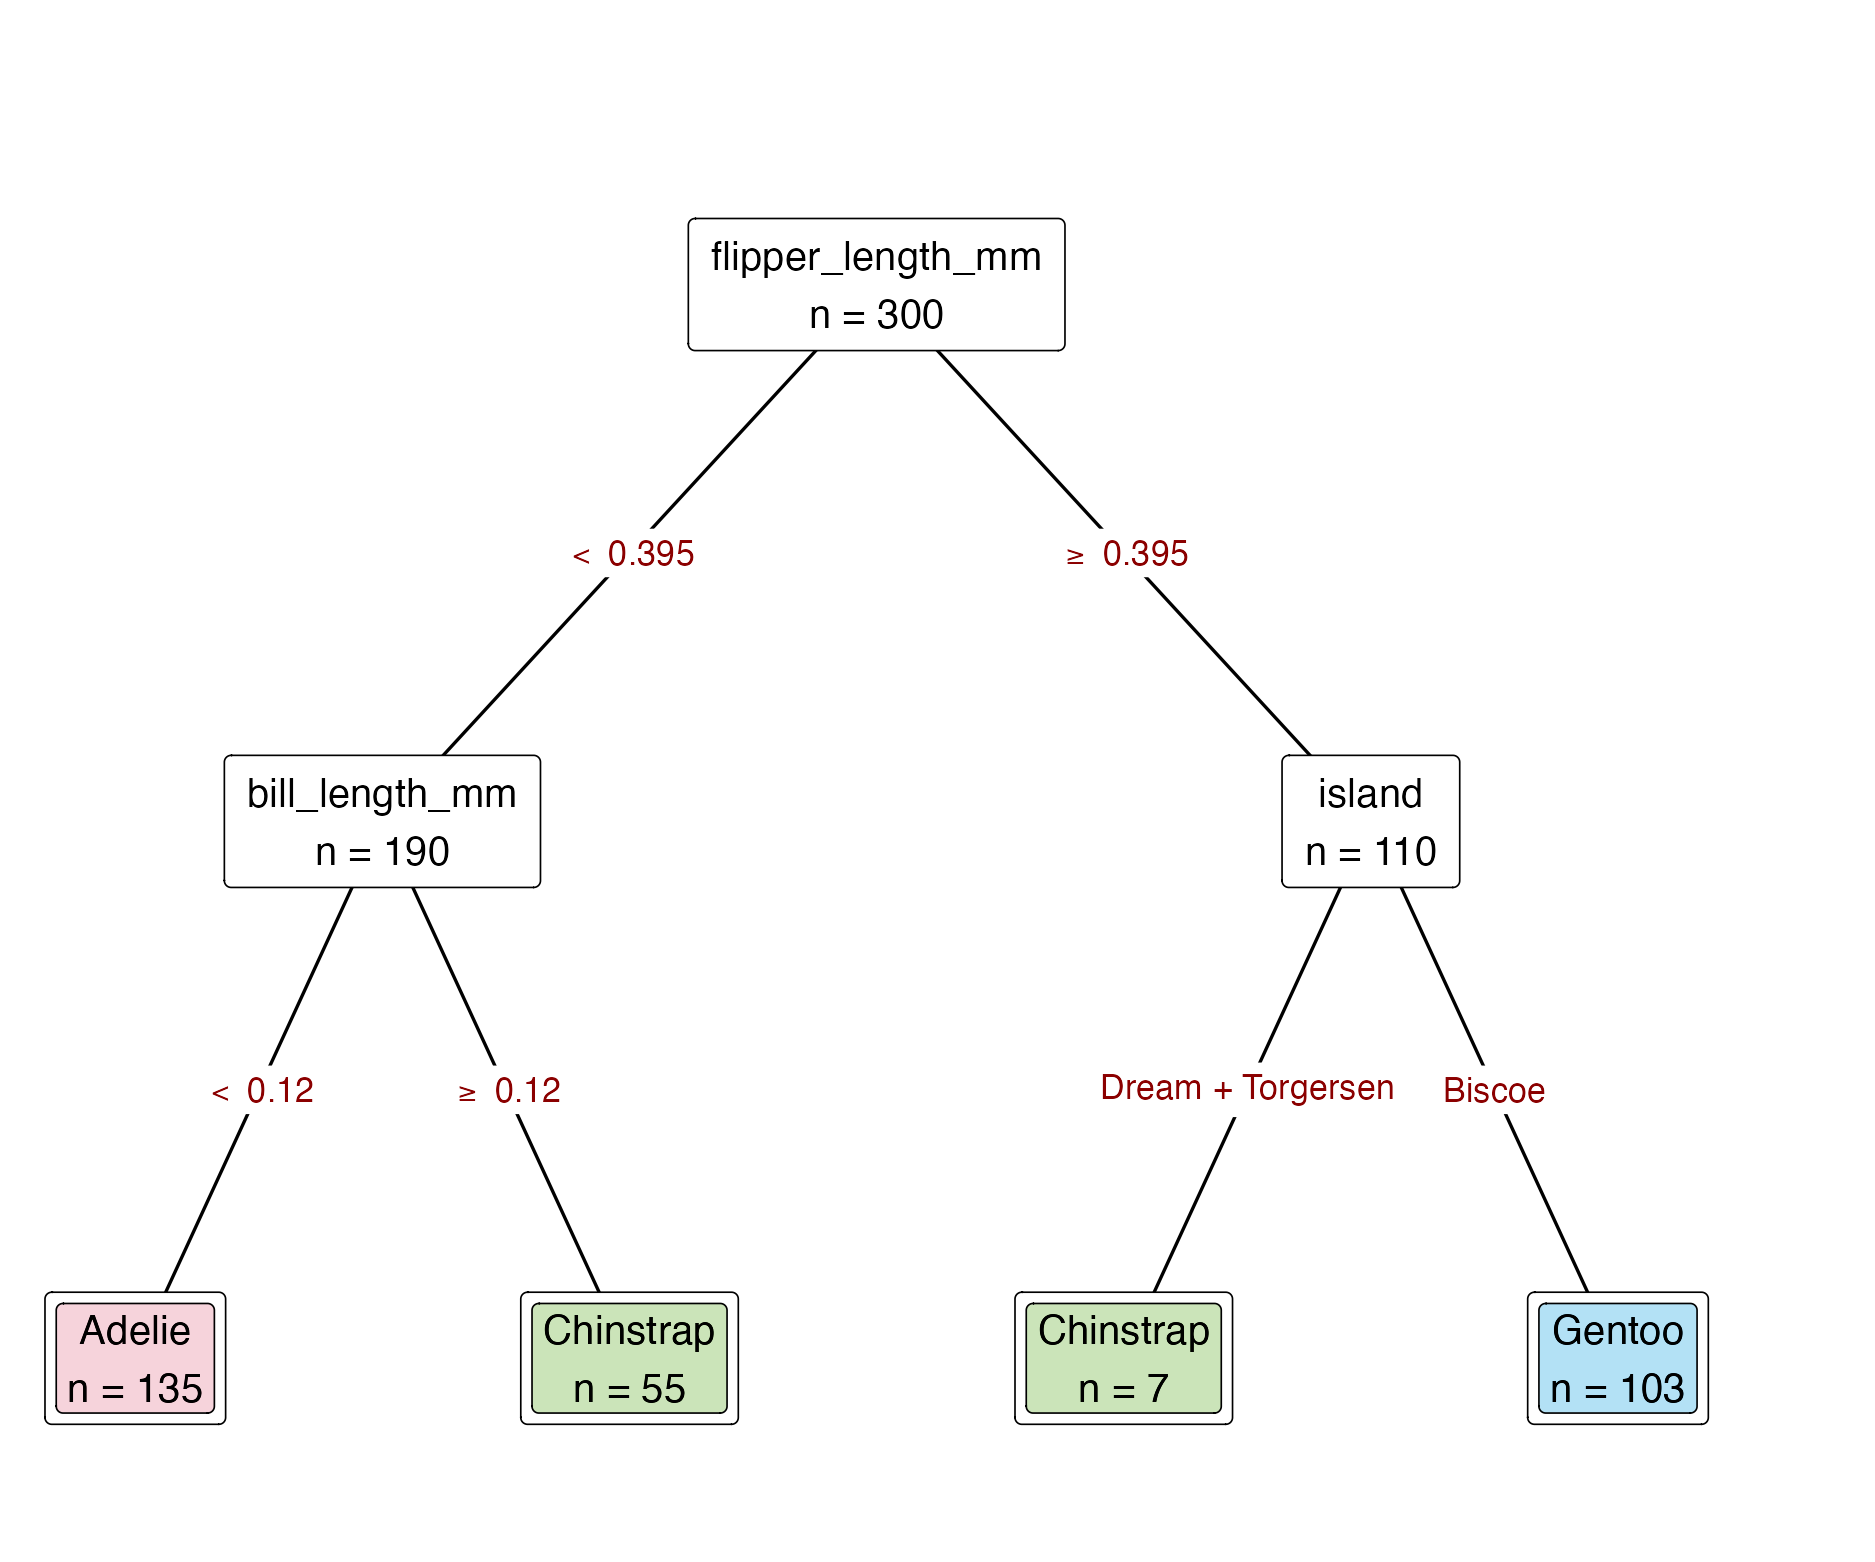 flipper_length_mm
n = 300
< 0.395
≥ 0.395
bill_length_mm
n = 190
island
n = 110
< 0.12
≥ 0.12
Dream + Torgersen
Biscoe
Adelie
n = 135
Chinstrap
n = 55
Chinstrap
n = 7
Gentoo
n = 103